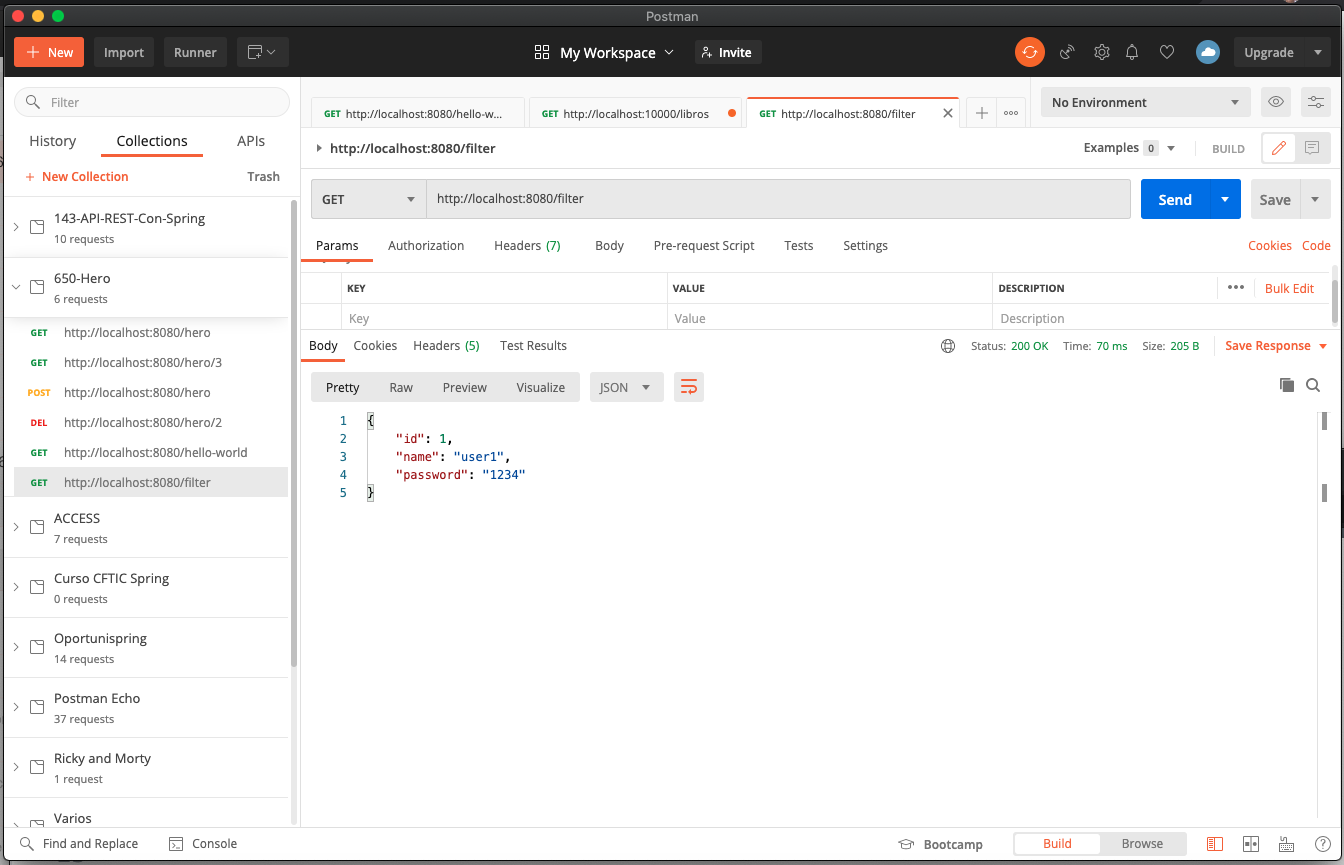 Postman
New Import Runner My Workspace Invite Upgrade
Filter
History Collections APIs
+ New Collection Trash
143-API-REST-Con-Spring
10 requests
650-Hero
6 requests
GET http://localhost:8080/hero
GET http://localhost:8080/hero/3
POST http://localhost:8080/hero
DEL http://localhost:8080/hero/2
GET http://localhost:8080/hello-world
GET http://localhost:8080/filter
ACCESS
7 requests
Curso CFTIC Spring
0 requests
Oportunispring
14 requests
Postman Echo
37 requests
Ricky and Morty
1 request
Varios
GET http://localhost:8080/hello-w... GET http://localhost:10000/libros GET http://localhost:8080/filter
No Environment
http://localhost:8080/filter Examples 0 BUILD
GET http://localhost:8080/filter Send Save
Params Authorization Headers (7) Body Pre-request Script Tests Settings Cookies Code
KEY VALUE DESCRIPTION ••• Bulk Edit
Key Value Description
Body Cookies Headers (5) Test Results Status: 200 OK Time: 70 ms Size: 205 B Save Response
Pretty Raw Preview Visualize JSON
1 {
2 "id": 1,
3 "name": "user1",
4 "password": "1234"
5 }
Find and Replace Console Bootcamp Build Browse